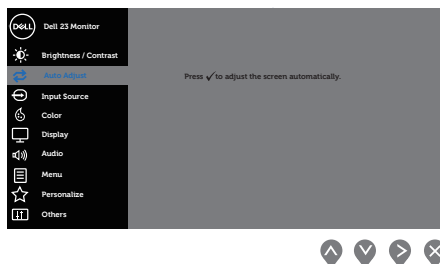 DELL
Dell 23 Monitor
Brightness / Contrast
Auto Adjust
Press ✓ to adjust the screen automatically.
Input Source
Color
Display
Audio
Menu
Personalize
Others